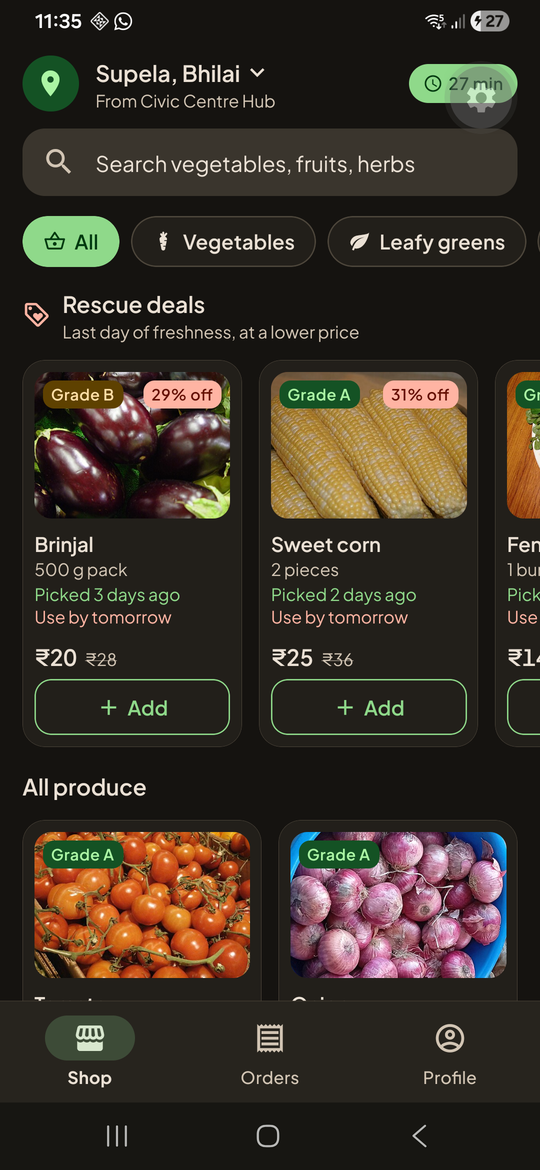 11:35
27
Supela, Bhilai
From Civic Centre Hub
27 min
Search vegetables, fruits, herbs
All
Vegetables
Leafy greens
Rescue deals
Last day of freshness, at a lower price
Grade B
29% off
Grade A
31% off
Brinjal
500 g pack
Picked 3 days ago
Use by tomorrow
₹20 ₹28
+ Add
Sweet corn
2 pieces
Picked 2 days ago
Use by tomorrow
₹25 ₹36
+ Add
Use
All produce
Grade A
Grade A
Shop
Orders
Profile